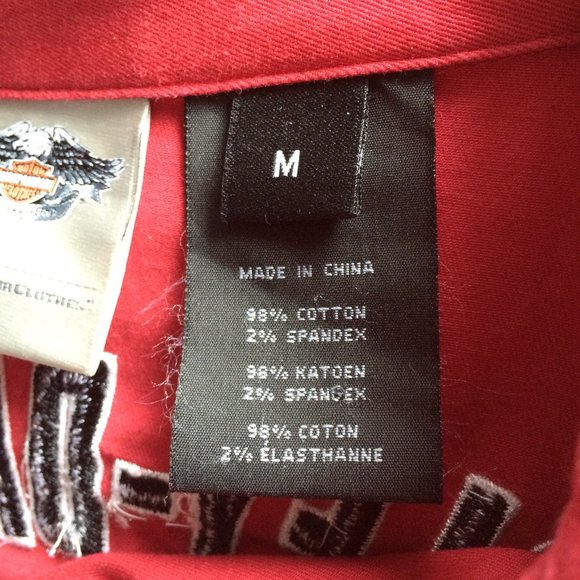 M
MADE IN CHINA
98% COTTON
2% SPANDEX
98% KATOEN
2% SPANDEX
98% COTON
2% ÉLASTHANNE